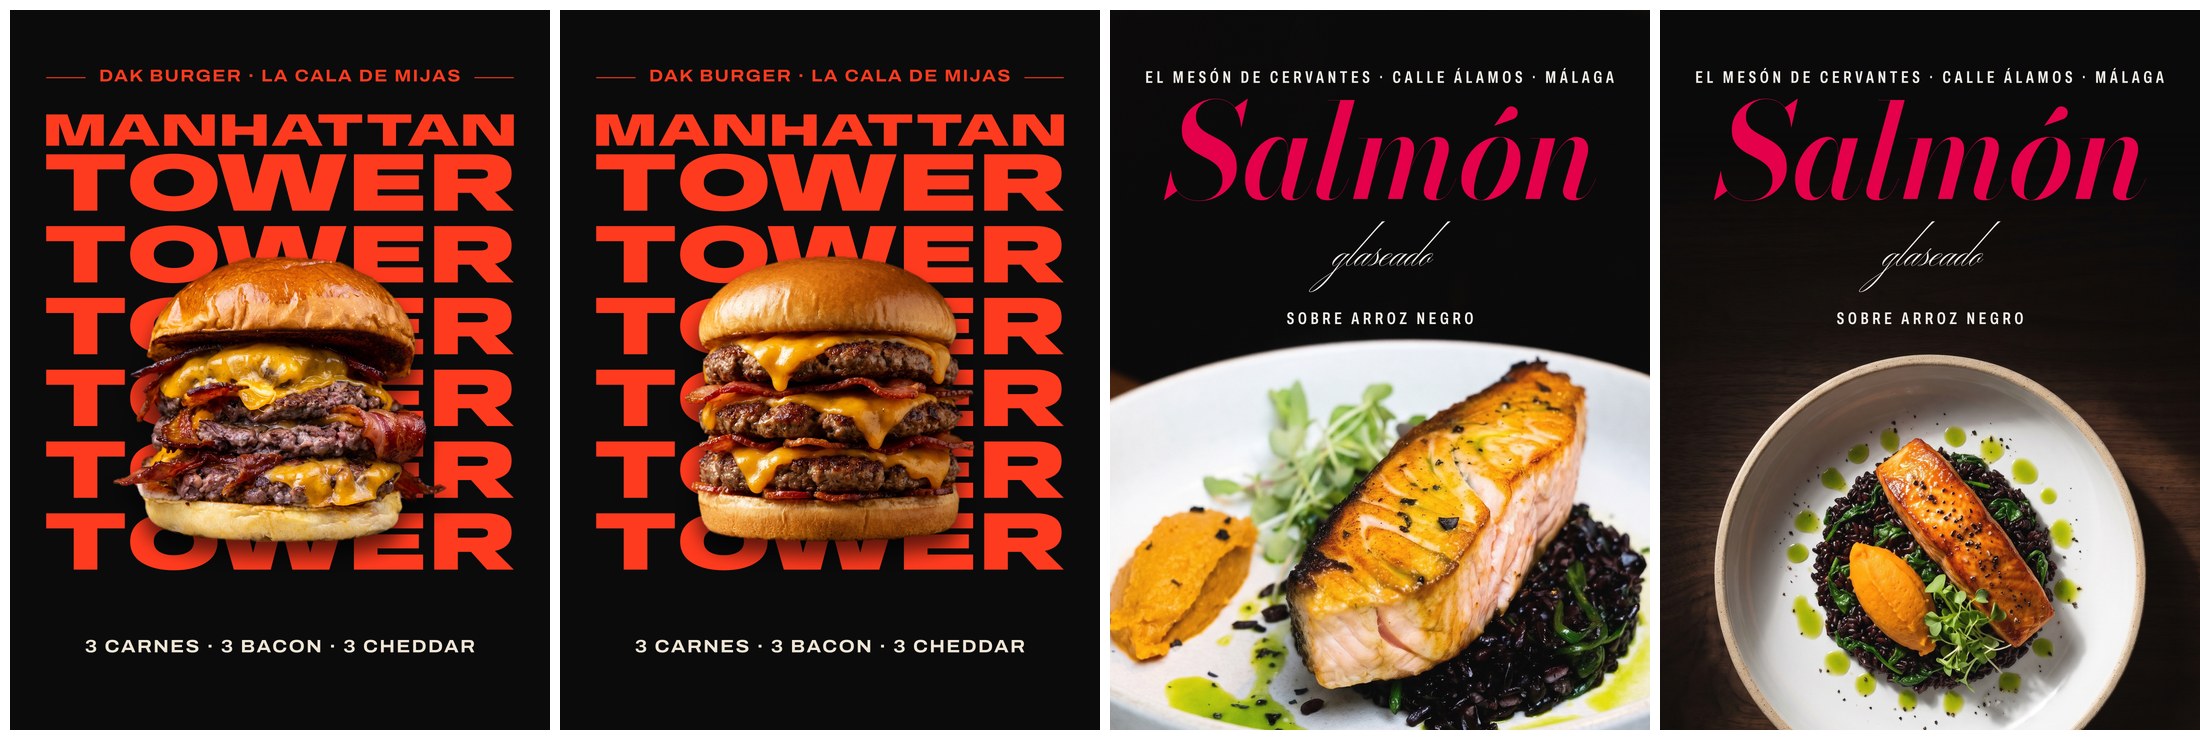 DAK BURGER · LA CALA DE MIJAS
MANHATTAN
TOWER
TOWER
TOWER
TOWER
TOWER
TOWER
3 CARNES · 3 BACON · 3 CHEDDAR
DAK BURGER · LA CALA DE MIJAS
MANHATTAN
TOWER
TOWER
TOWER
TOWER
TOWER
TOWER
3 CARNES · 3 BACON · 3 CHEDDAR
EL MESÓN DE CERVANTES · CALLE ÁLAMOS · MÁLAGA
Salmón
glaseado
SOBRE ARROZ NEGRO
EL MESÓN DE CERVANTES · CALLE ÁLAMOS · MÁLAGA
Salmón
glaseado
SOBRE ARROZ NEGRO